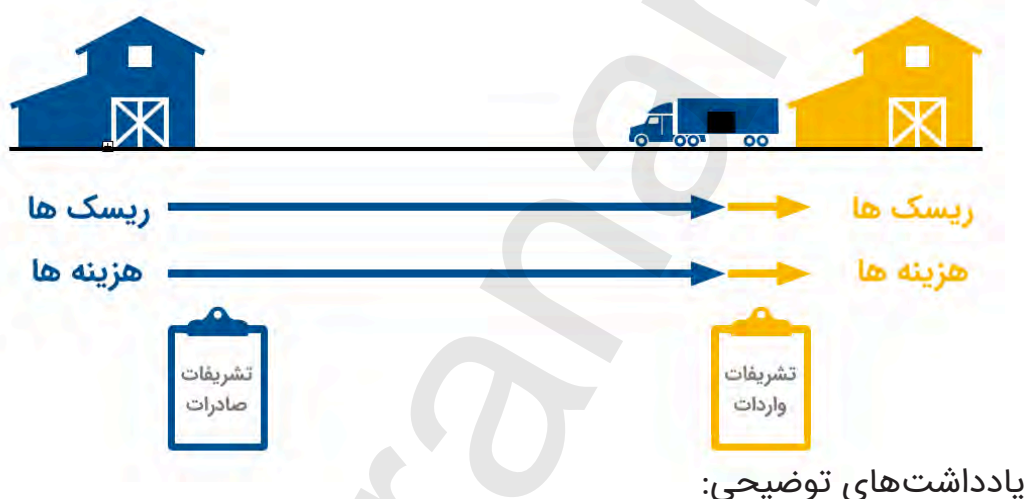 ریسک ها
ریسک ها
هزینه ها
هزینه ها
تشریفات
صادرات
تشریفات
واردات
یادداشت‌های توضیحی: